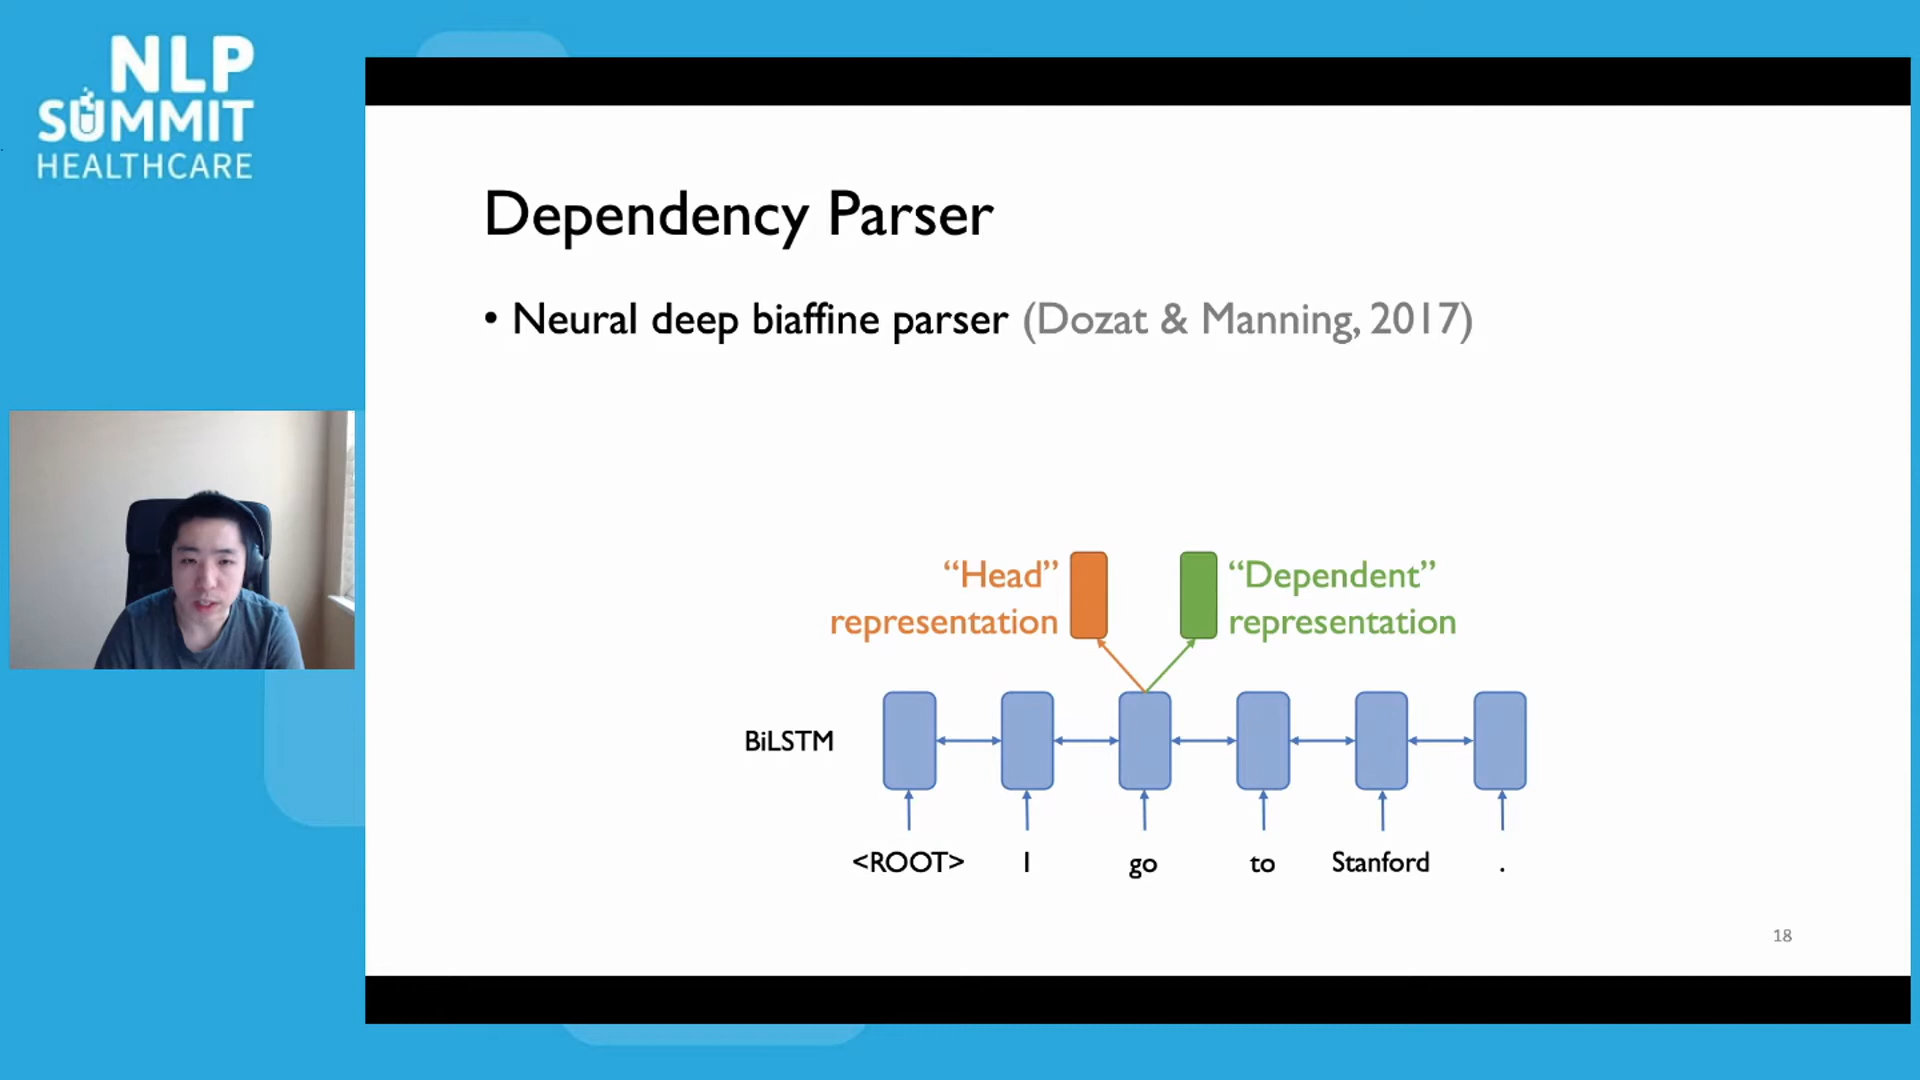 NLP
SUMMIT
HEALTHCARE
Dependency Parser
• Neural deep biaffine parser (Dozat & Manning, 2017)
“Head” “Dependent”
representation representation
BiLSTM
<ROOT> I go to Stanford .
18